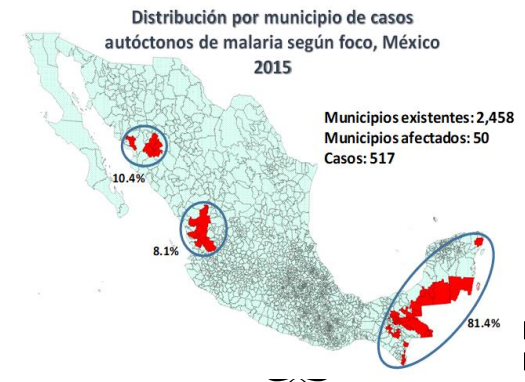 Distribución por municipio de casos
autóctonos de malaria según foco, México
2015
Municipios existentes: 2,458
Municipios afectados: 50
Casos: 517
10.4%
8.1%
81.4%